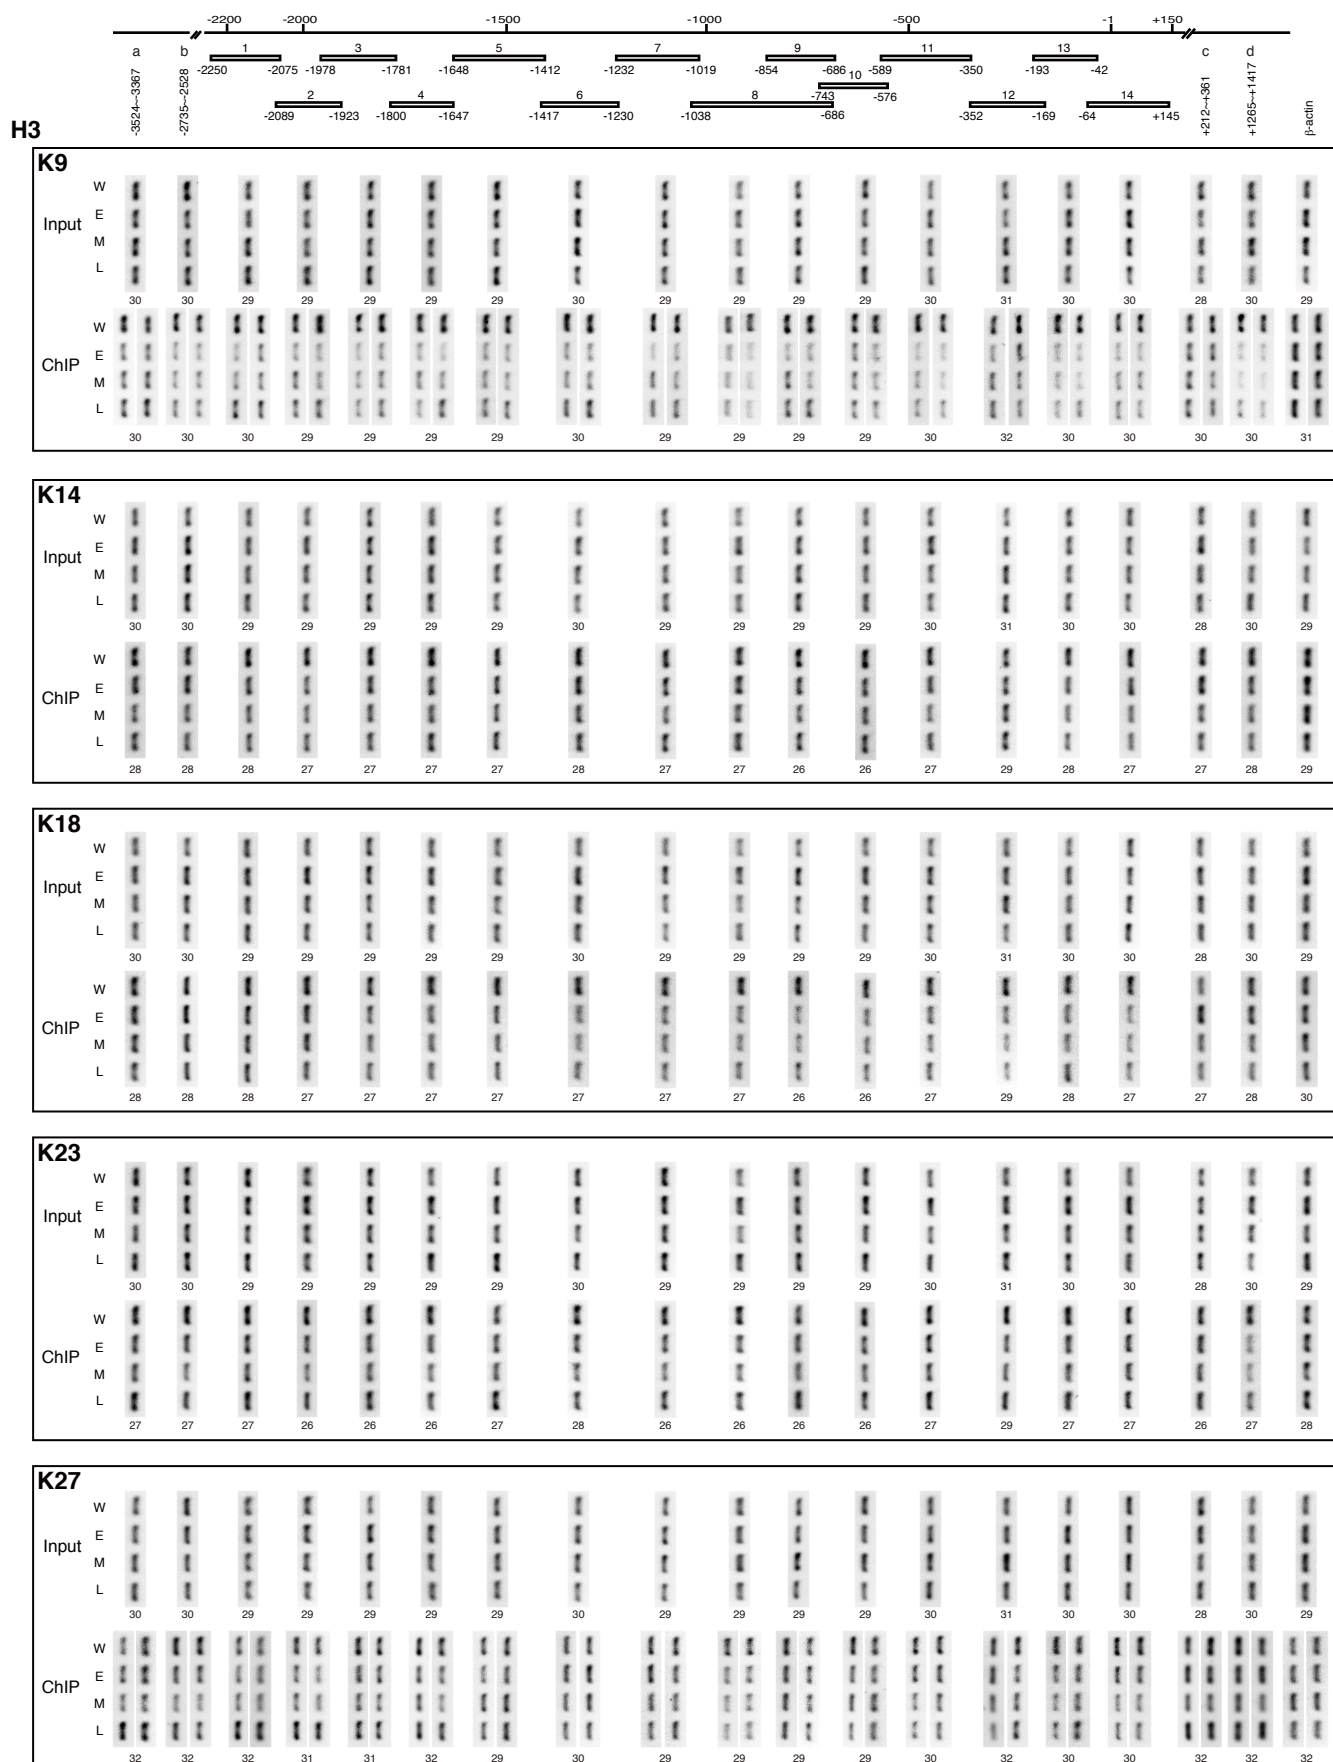 -2200 -2000 -1500 -1000 -500 -1 +150
a b 1 3 5 7 9 11 13 c d
-2250 -2075 -1978 -1781 -1648 -1412 -1232 -1019 -854 -686 -589 -350 -193 -42
10
-743 -576
2 4 6 8 12 14
-2089 -1923 -1800 -1647 -1417 -1230 -1038 -686 -352 -169 -64 +145
-3524~-3367
-2735~-2528
+212~+361
+1265~+1417
β-actin
H3
K9
W
E
Input
M
L
30 30 29 29 29 29 29 30 29 29 29 29 30 31 30 30 28 30 29
W
E
ChIP
M
L
30 30 30 29 29 29 29 30 29 29 29 29 30 32 30 30 30 30 31
K14
W
E
Input
M
L
30 30 29 29 29 29 29 30 29 29 29 29 30 31 30 30 28 30 29
W
E
ChIP
M
L
28 28 28 27 27 27 27 28 27 27 26 26 27 29 28 27 27 28 29
K18
W
E
Input
M
L
30 30 29 29 29 29 29 30 29 29 29 29 30 31 30 30 28 30 29
W
E
ChIP
M
L
28 28 28 27 27 27 27 27 27 27 26 26 27 29 28 27 27 28 30
K23
W
E
Input
M
L
30 30 29 29 29 29 29 30 29 29 29 29 30 31 30 30 28 30 29
W
E
ChIP
M
L
27 27 27 26 26 26 27 28 26 26 26 26 27 29 27 27 26 27 28
K27
W
E
Input
M
L
30 30 29 29 29 29 29 30 29 29 29 29 30 31 30 30 28 30 29
W
E
ChIP
M
L
32 32 32 31 31 32 29 30 29 29 29 29 30 32 30 30 32 32 32